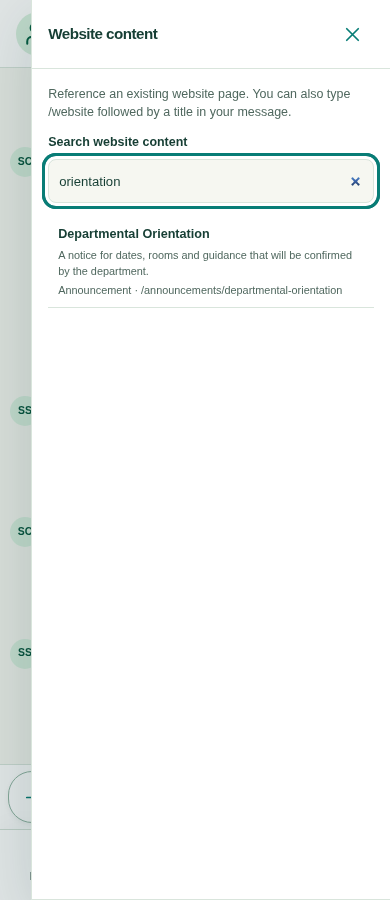 Website content
Reference an existing website page. You can also type
/website followed by a title in your message.
Search website content
orientation
Departmental Orientation
A notice for dates, rooms and guidance that will be confirmed
by the department.
Announcement · /announcements/departmental-orientation
SS
SS